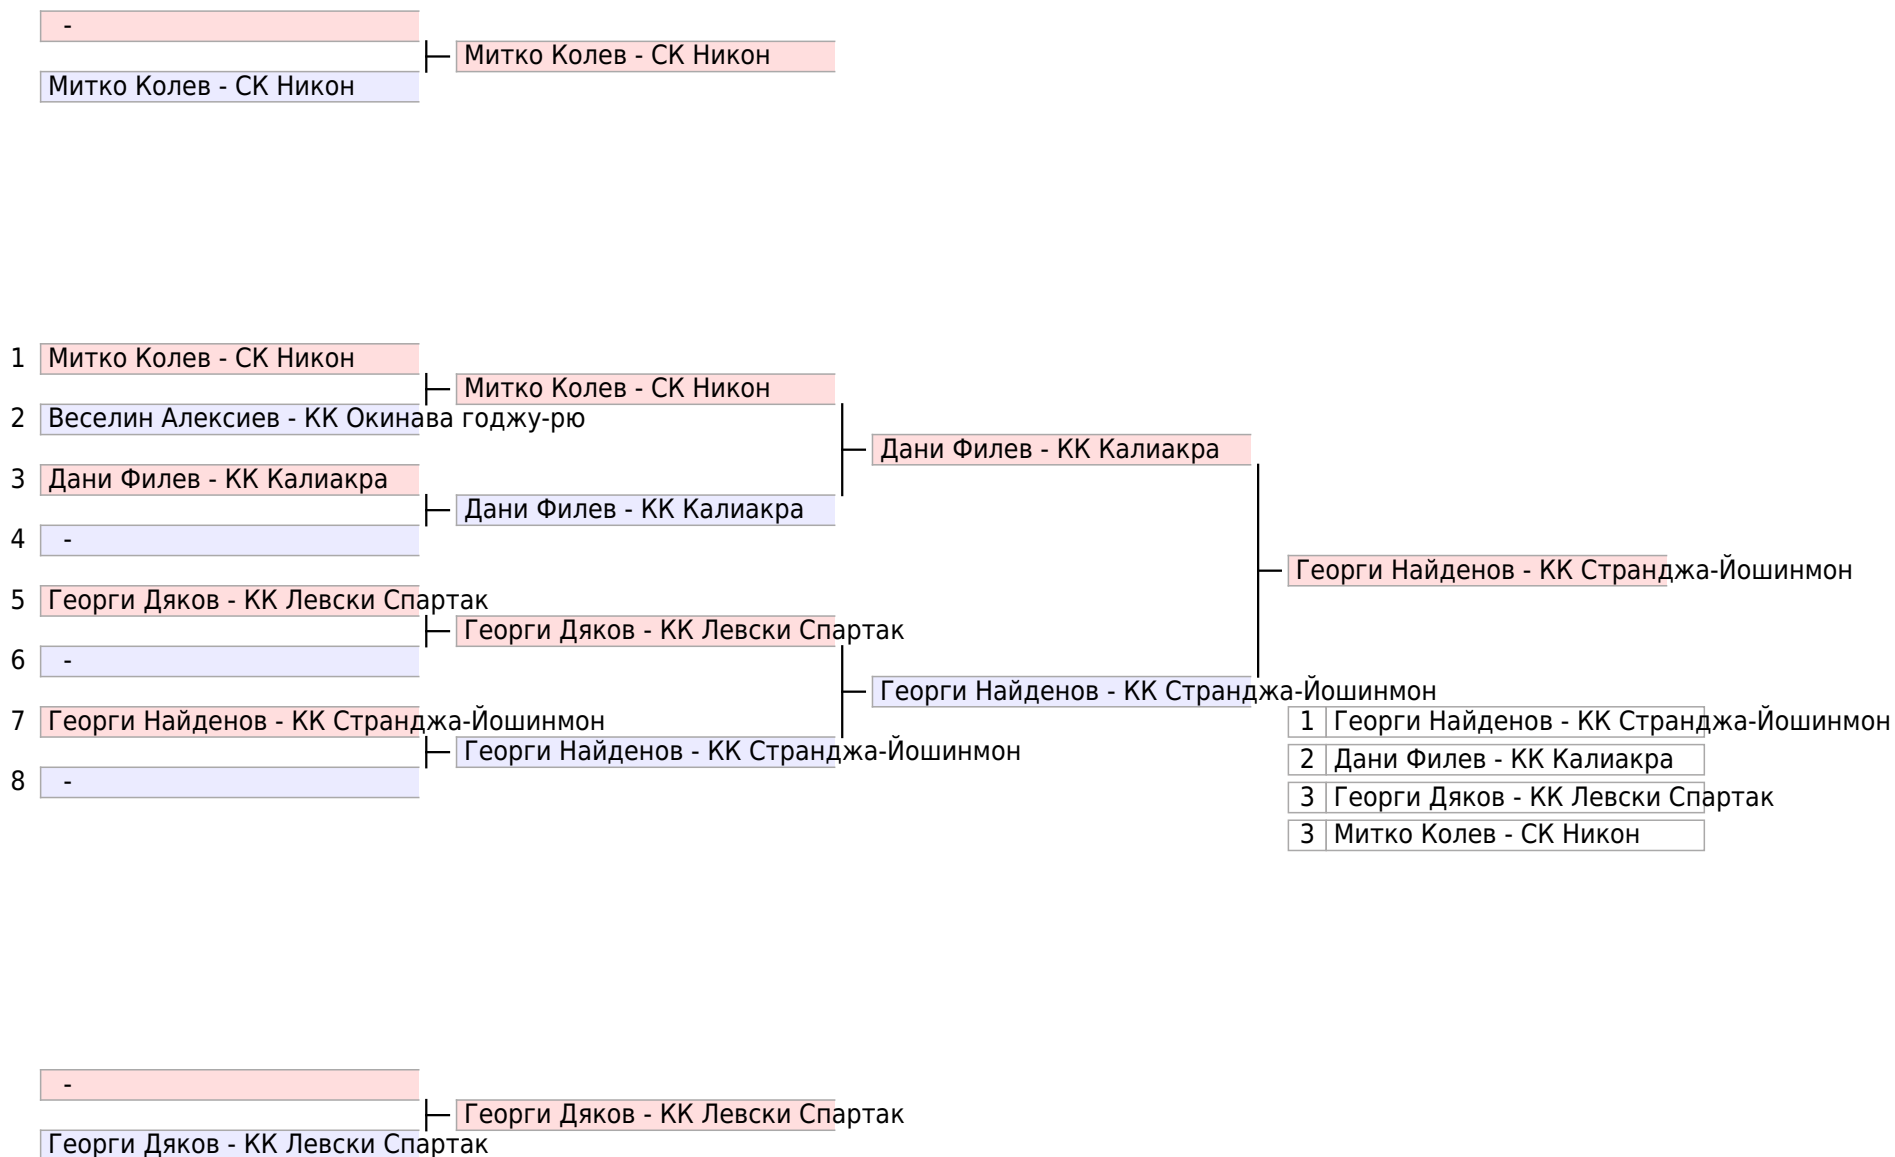 -
Митко Колев - СК Никон
Митко Колев - СК Никон
1 Митко Колев - СК Никон
Митко Колев - СК Никон
2 Веселин Алексиев - КК Окинава годжу-рю
Дани Филев - КК Калиакра
3 Дани Филев - КК Калиакра
Дани Филев - КК Калиакра
4 -
Георги Найденов - КК Странджа-Йошинмон
5 Георги Дяков - КК Левски Спартак
Георги Дяков - КК Левски Спартак
6 -
Георги Найденов - КК Странджа-Йошинмон
7 Георги Найденов - КК Странджа-Йошинмон
Георги Найденов - КК Странджа-Йошинмон
8 -
1 Георги Найденов - КК Странджа-Йошинмон
2 Дани Филев - КК Калиакра
3 Георги Дяков - КК Левски Спартак
3 Митко Колев - СК Никон
-
Георги Дяков - КК Левски Спартак
Георги Дяков - КК Левски Спартак